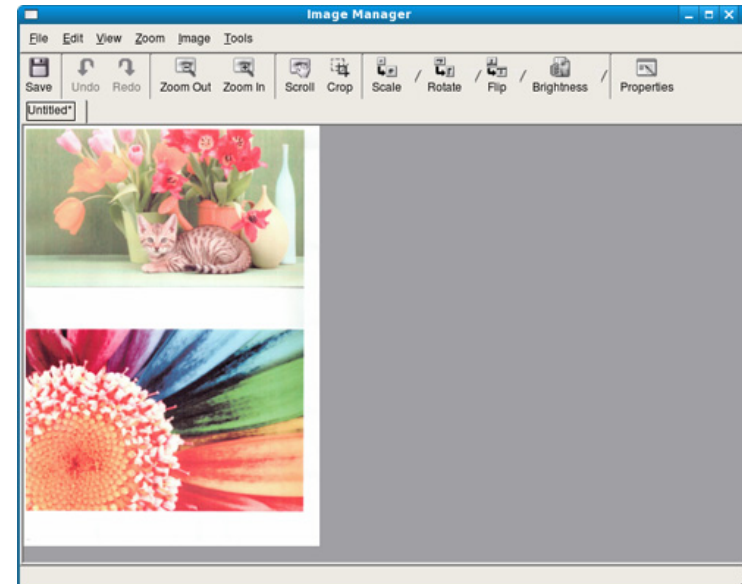 Image Manager
File Edit View Zoom Image Tools
Save Undo Redo Zoom Out Zoom In Scroll Crop Scale / Rotate / Flip / Brightness / Properties
Untitled*